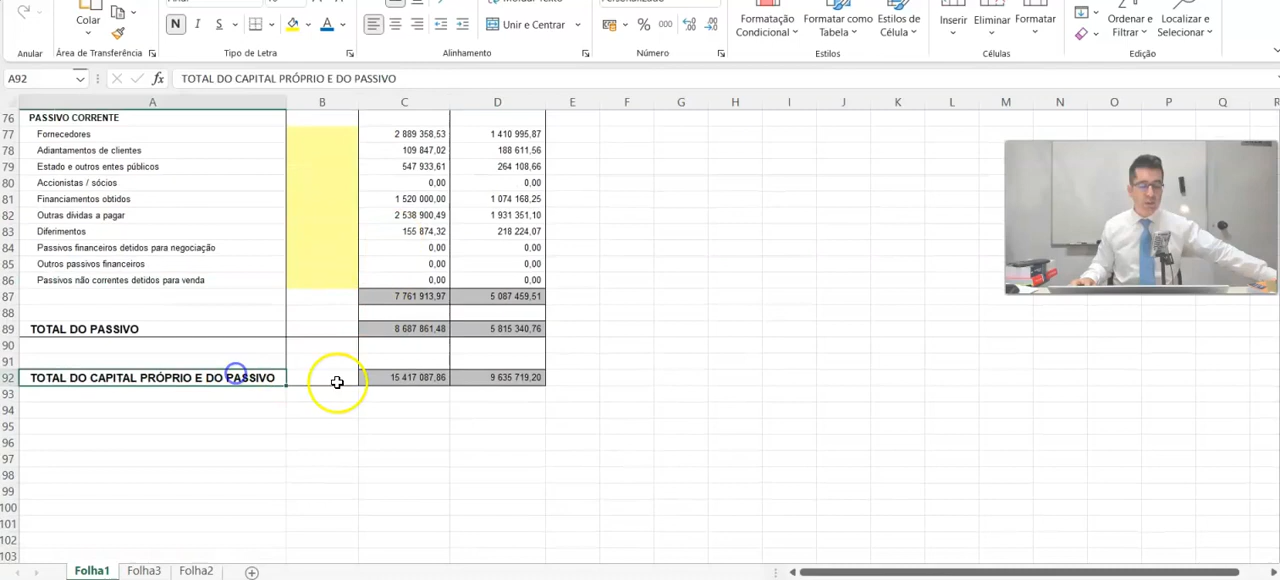 Colar
Uni e Centrar
%
000
Formatação Condicional
Formatar como Tabela
Estilos de Célula
Inserir
Eliminar
Formatar
Ordenar e Filtrar
Localizar e Selecionar
Anular
Área de Transferência
Tipo de Letra
Alinhamento
Número
Estilos
Células
Edição
A92
fx
TOTAL DO CAPITAL PRÓPRIO E DO PASSIVO
A B C D E F G H I J K L M N O P Q R
76 PASSIVO CORRENTE
77 Fornecedores 2 889 358,53 1 410 995,87
78 Adiantamentos de clientes 109 847,02 188 611,56
79 Estado e outros entes públicos 547 933,61 264 108,66
80 Accionistas / sócios 0,00 0,00
81 Financiamentos obtidos 1 520 000,00 1 074 168,25
82 Outras dívidas a pagar 2 538 900,49 1 931 351,10
83 Diferimentos 155 874,32 218 224,07
84 Passivos financeiros detidos para negociação 0,00 0,00
85 Outros passivos financeiros 0,00 0,00
86 Passivos não correntes detidos para venda 0,00 0,00
87 7 761 913,97 5 087 459,51
88
89 TOTAL DO PASSIVO 8 687 861,48 5 815 340,76
90
91
92 TOTAL DO CAPITAL PRÓPRIO E DO PASSIVO 15 417 087,86 9 635 719,20
93
94
95
96
97
98
99
100
101
102
103
Folha1 Folha3 Folha2